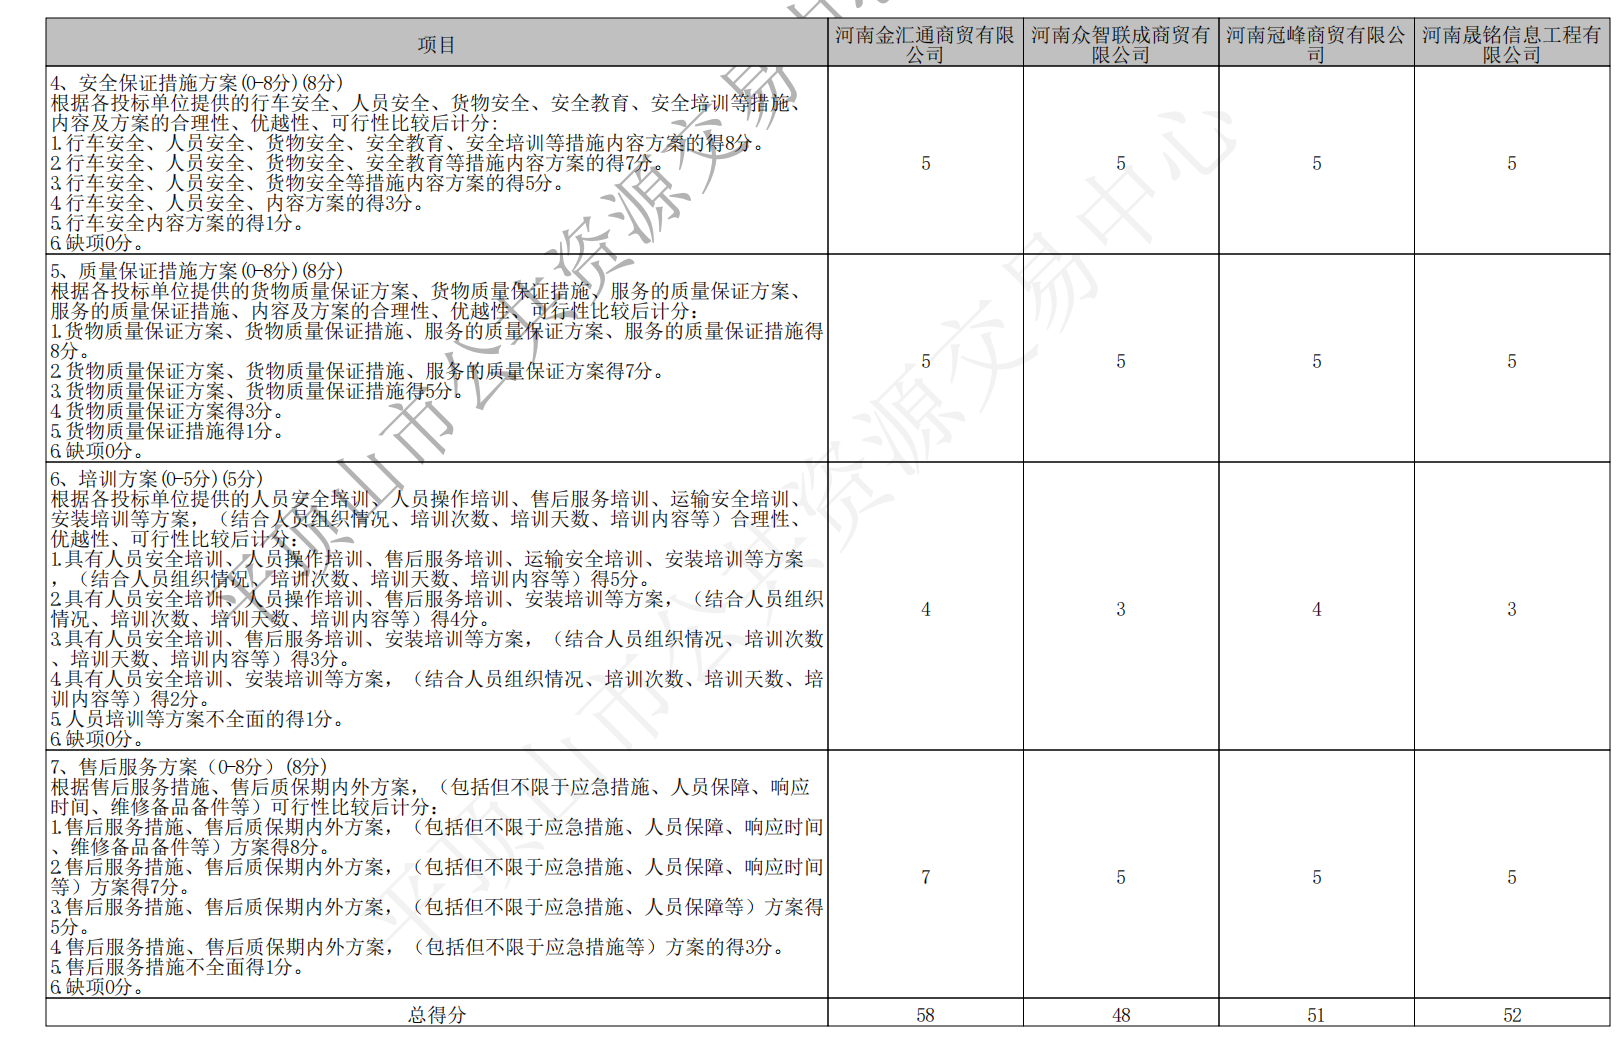 项目
河南金汇通商贸有限
公司
河南众智联成商贸有
限公司
河南冠峰商贸有限公
司
河南晟铭信息工程有
限公司
4、安全保证措施方案(0-8分)(8分)
根据各投标单位提供的行车安全、人员安全、货物安全、安全教育、安全培训等措施、
内容及方案的合理性、优越性、可行性比较后计分:
1.行车安全、人员安全、货物安全、安全教育、安全培训等措施内容方案的得8分。
2.行车安全、人员安全、货物安全、安全教育等措施内容方案的得7分。
3.行车安全、人员安全、货物安全等措施内容方案的得5分。
4.行车安全、人员安全、内容方案的得3分。
5.行车安全内容方案的得1分。
6.缺项0分。
5
5
5
5
5、质量保证措施方案(0-8分)(8分)
根据各投标单位提供的货物质量保证方案、货物质量保证措施、服务的质量保证方案、
服务的质量保证措施、内容及方案的合理性、优越性、可行性比较后计分:
1.货物质量保证方案、货物质量保证措施、服务的质量保证方案、服务的质量保证措施得
8分。
2.货物质量保证方案、货物质量保证措施、服务的质量保证方案得7分。
3.货物质量保证方案、货物质量保证措施得5分。
4.货物质量保证方案得3分。
5.货物质量保证措施得1分。
6.缺项0分。
5
5
5
5
6、培训方案(0-5分)(5分)
根据各投标单位提供的人员安全培训、人员操作培训、售后服务培训、运输安全培训、
安装培训等方案，（结合人员组织情况、培训次数、培训天数、培训内容等）合理性、
优越性、可行性比较后计分:
1.具有人员安全培训、人员操作培训、售后服务培训、运输安全培训、安装培训等方案
，（结合人员组织情况、培训次数、培训天数、培训内容等）得5分。
2.具有人员安全培训、人员操作培训、售后服务培训、安装培训等方案，（结合人员组织
情况、培训次数、培训天数、培训内容等）得4分。
3.具有人员安全培训、售后服务培训、安装培训等方案，（结合人员组织情况、培训次数
、培训天数、培训内容等）得3分。
4.具有人员安全培训、安装培训等方案，（结合人员组织情况、培训次数、培训天数、培
训内容等）得2分。
5.人员培训等方案不全面的得1分。
6.缺项0分。
4
3
4
3
7、售后服务方案（0-8分）(8分)
根据售后服务措施、售后质保期内外方案，（包括但不限于应急措施、人员保障、响应
时间、维修备品备件等）可行性比较后计分:
1.售后服务措施、售后质保期内外方案，（包括但不限于应急措施、人员保障、响应时间
、维修备品备件等）方案得8分。
2.售后服务措施、售后质保期内外方案，（包括但不限于应急措施、人员保障、响应时间
等）方案得7分。
3.售后服务措施、售后质保期内外方案，（包括但不限于应急措施、人员保障等）方案得
5分。
4.售后服务措施、售后质保期内外方案，（包括但不限于应急措施等）方案的得3分。
5.售后服务措施不全面得1分。
6.缺项0分。
7
5
5
5
总得分
58
48
51
52
平顶山市公共资源交易中心
平顶山市公共资源交易中心